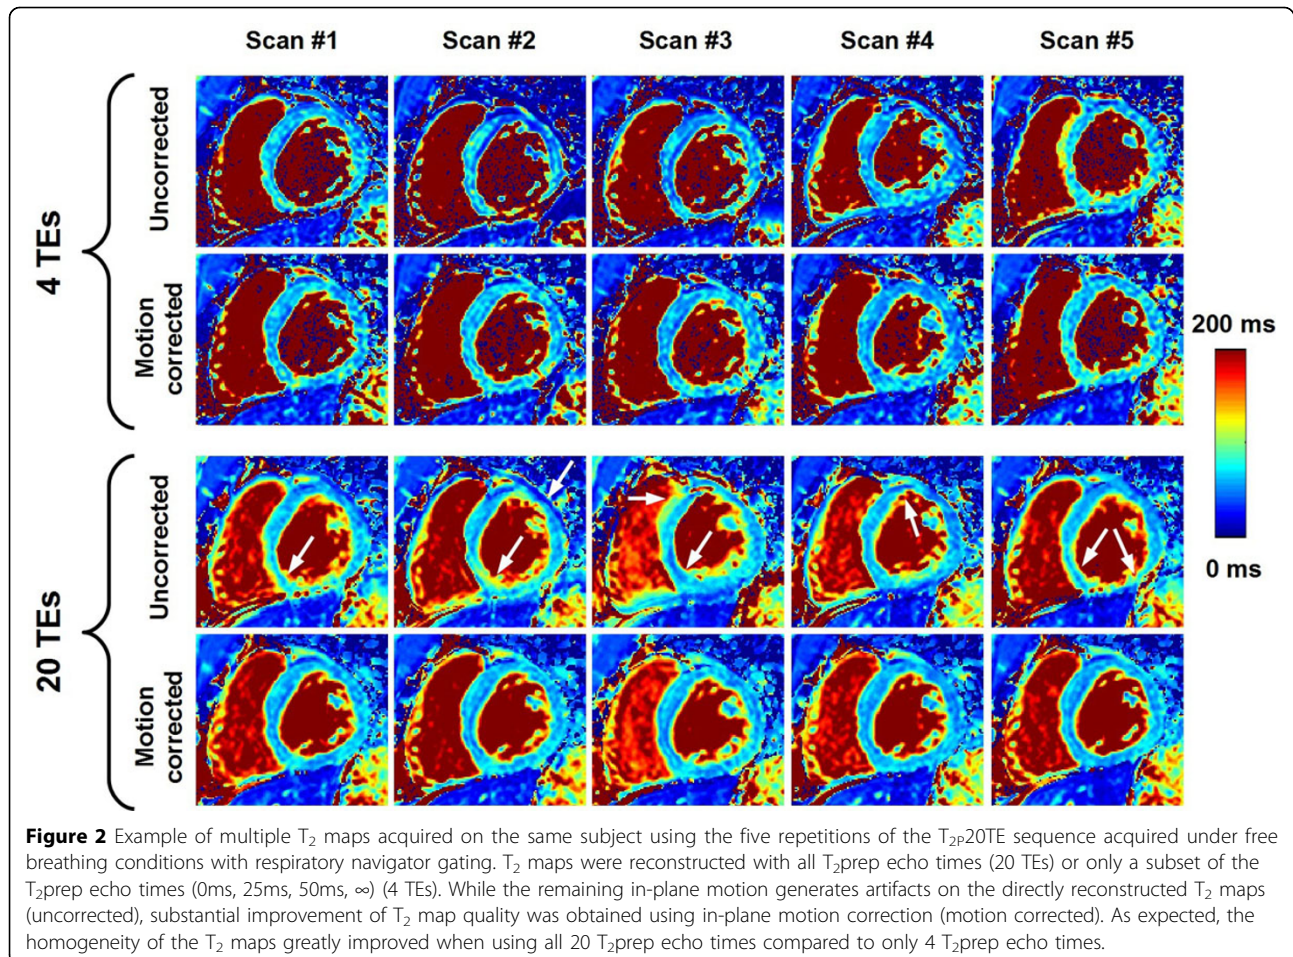 Scan #1 Scan #2 Scan #3 Scan #4 Scan #5
4 TEs
Uncorrected
Motion
corrected
200 ms
0 ms
20 TEs
Uncorrected
Motion
corrected
Figure 2 Example of multiple T2 maps acquired on the same subject using the five repetitions of the T2P20TE sequence acquired under free
breathing conditions with respiratory navigator gating. T2 maps were reconstructed with all T2prep echo times (20 TEs) or only a subset of the
T2prep echo times (0ms, 25ms, 50ms, ∞) (4 TEs). While the remaining in-plane motion generates artifacts on the directly reconstructed T2 maps
(uncorrected), substantial improvement of T2 map quality was obtained using in-plane motion correction (motion corrected). As expected, the
homogeneity of the T2 maps greatly improved when using all 20 T2prep echo times compared to only 4 T2prep echo times.